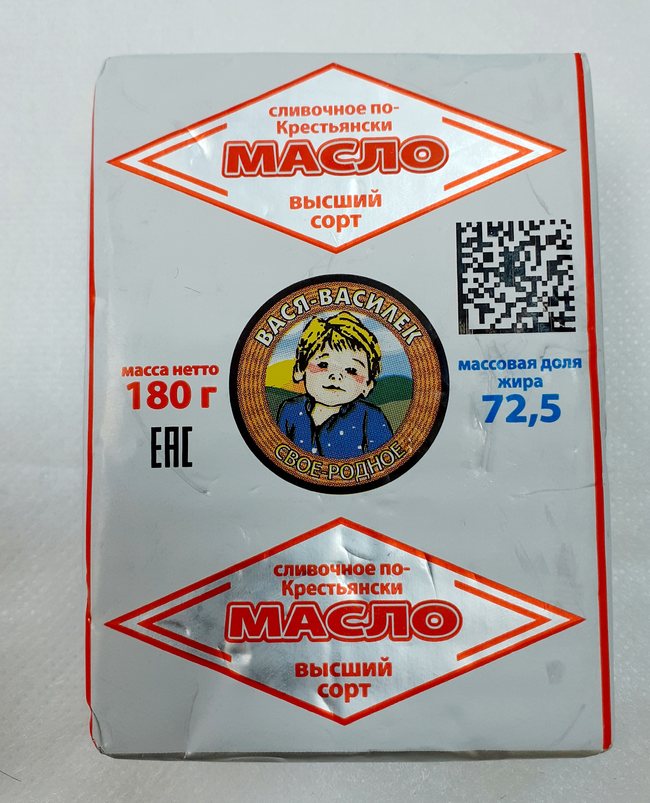 сливочное по-
Крестьянски
МАСЛО
высший
сорт
ВАСЯ-ВАСИЛЕК
СВОЕ РОДНОЕ
масса нетто
180 г
EAC
массовая доля
жира
72,5
сливочное по-
Крестьянски
МАСЛО
высший
сорт